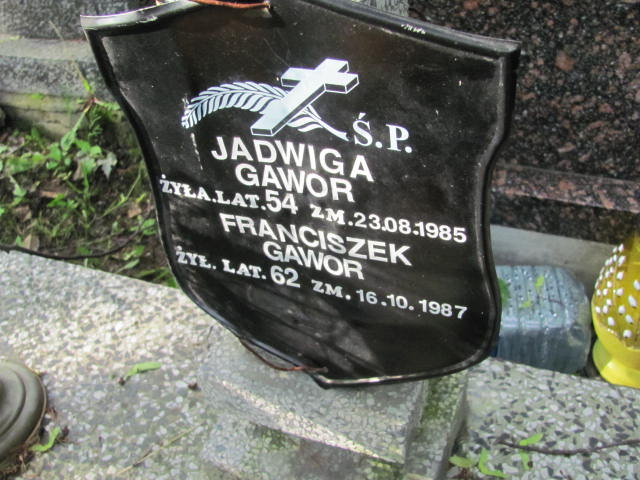 Ś.P.
JADWIGA
GAWOR
ŻYŁA.LAT.54 ZM.23.08.1985
FRANCISZEK
GAWOR
ŻYŁ. LAT. 62 ZM. 16.10.1987